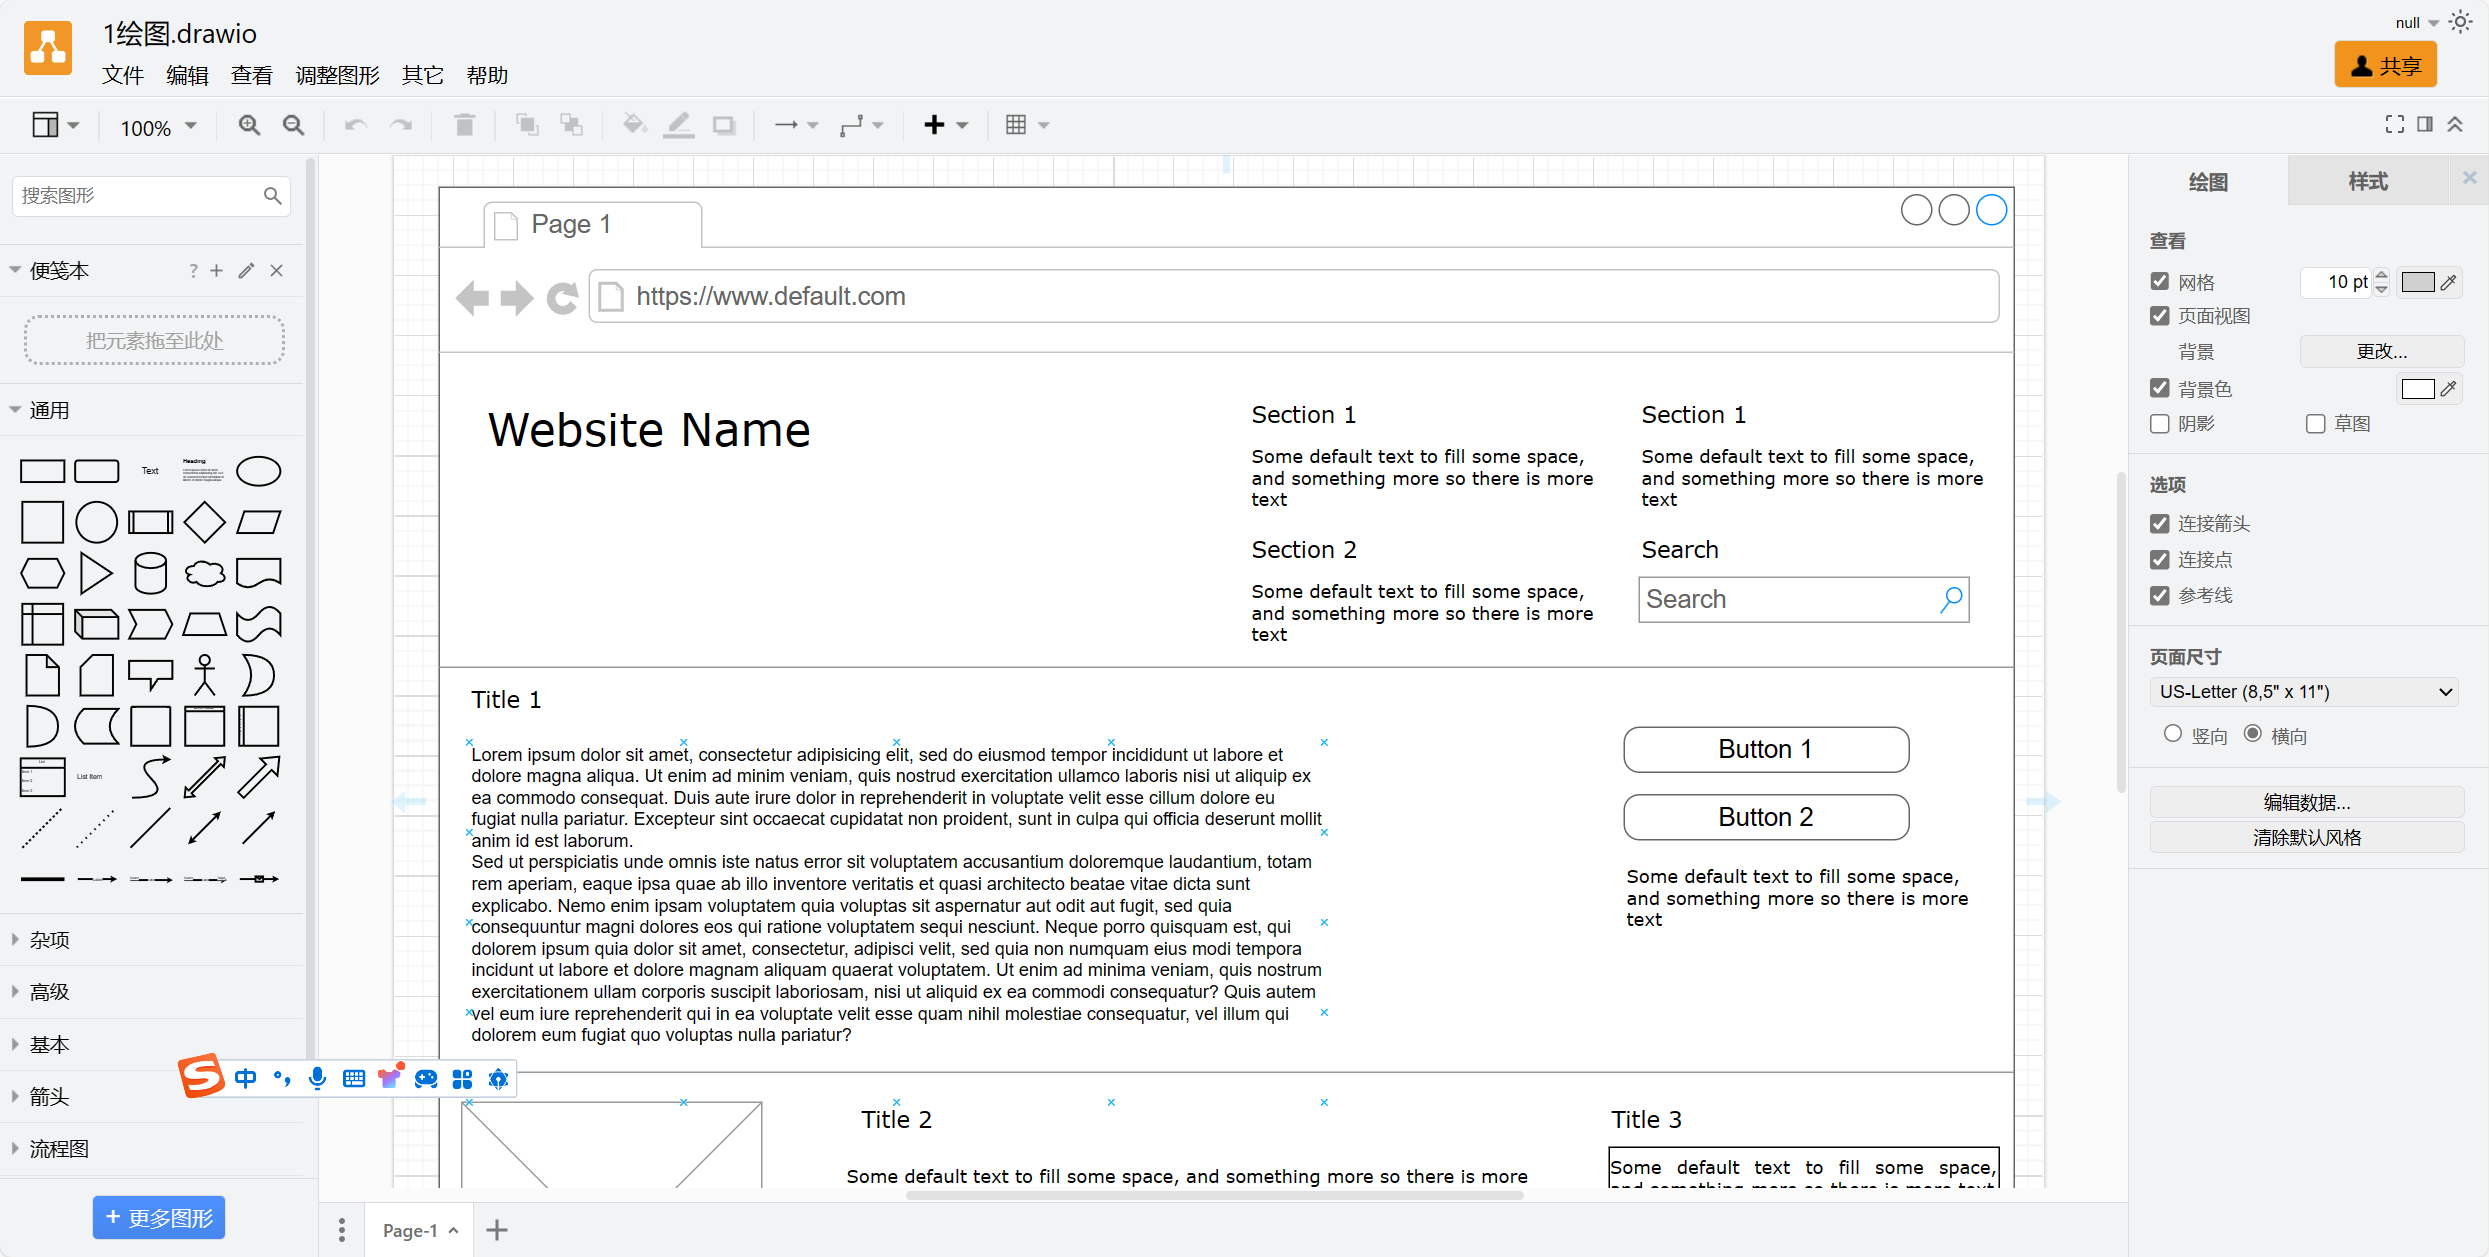 1绘图.drawio
null
文件 编辑 查看 调整图形 其它 帮助
共享
100%
搜索图形
便笺本
?
把元素拖至此处
通用
Text
Heading
List
Item 1
Item 2
Item 3
List Item
杂项
高级
基本
箭头
流程图
+ 更多图形
中
Page 1
https://www.default.com
Website Name
Section 1
Some default text to fill some space,
and something more so there is more
text
Section 1
Some default text to fill some space,
and something more so there is more
text
Section 2
Some default text to fill some space,
and something more so there is more
text
Search
Search
Title 1
Lorem ipsum dolor sit amet, consectetur adipisicing elit, sed do eiusmod tempor incididunt ut labore et
dolore magna aliqua. Ut enim ad minim veniam, quis nostrud exercitation ullamco laboris nisi ut aliquip ex
ea commodo consequat. Duis aute irure dolor in reprehenderit in voluptate velit esse cillum dolore eu
fugiat nulla pariatur. Excepteur sint occaecat cupidatat non proident, sunt in culpa qui officia deserunt mollit
anim id est laborum.
Sed ut perspiciatis unde omnis iste natus error sit voluptatem accusantium doloremque laudantium, totam
rem aperiam, eaque ipsa quae ab illo inventore veritatis et quasi architecto beatae vitae dicta sunt
explicabo. Nemo enim ipsam voluptatem quia voluptas sit aspernatur aut odit aut fugit, sed quia
consequuntur magni dolores eos qui ratione voluptatem sequi nesciunt. Neque porro quisquam est, qui
dolorem ipsum quia dolor sit amet, consectetur, adipisci velit, sed quia non numquam eius modi tempora
incidunt ut labore et dolore magnam aliquam quaerat voluptatem. Ut enim ad minima veniam, quis nostrum
exercitationem ullam corporis suscipit laboriosam, nisi ut aliquid ex ea commodi consequatur? Quis autem
vel eum iure reprehenderit qui in ea voluptate velit esse quam nihil molestiae consequatur, vel illum qui
dolorem eum fugiat quo voluptas nulla pariatur?
Button 1
Button 2
Some default text to fill some space,
and something more so there is more
text
Title 2
Some default text to fill some space, and something more so there is more
Title 3
Some default text to fill some space,
and something more so there is more text
Page-1
绘图
样式
查看
网格
10 pt
页面视图
背景
更改...
背景色
阴影
草图
选项
连接箭头
连接点
参考线
页面尺寸
US-Letter (8,5" x 11")
竖向
横向
编辑数据...
清除默认风格